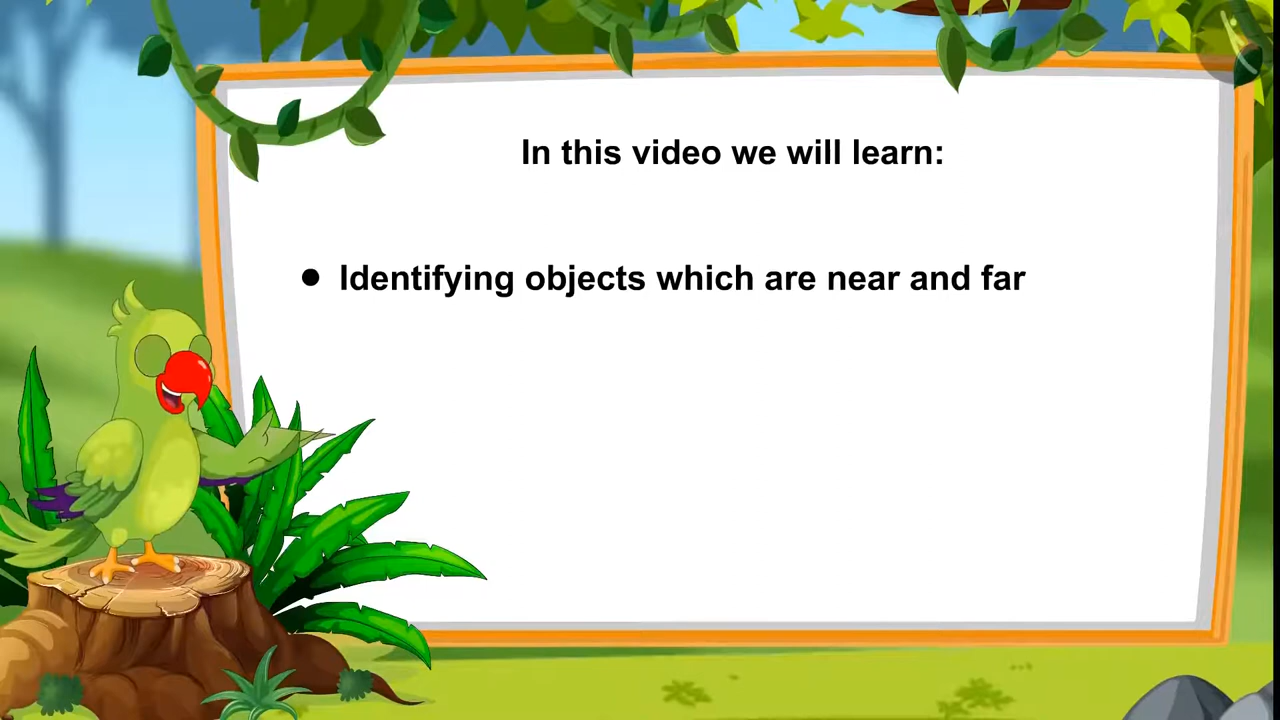 In this video we will learn:
● Identifying objects which are near and far